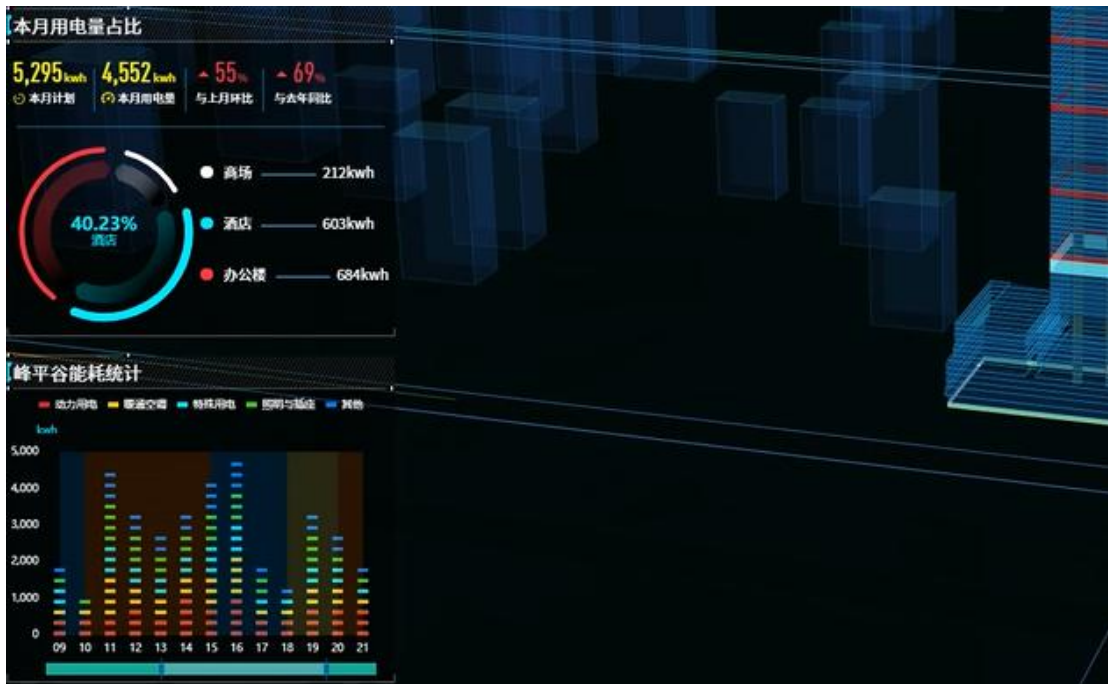 本月用电量占比
5,295kwh 4,552kwh 55% 69%
本月计划 本月用电量 与上月环比 与去年同比
商场 212kwh
40.23%
酒店
酒店 603kwh
办公楼 684kwh
峰平谷能耗统计
动力用电 暖通空调 特殊用电 照明与插座 其他
kwh
5,000
4,000
3,000
2,000
1,000
0
09 10 11 12 13 14 15 16 17 18 19 20 21